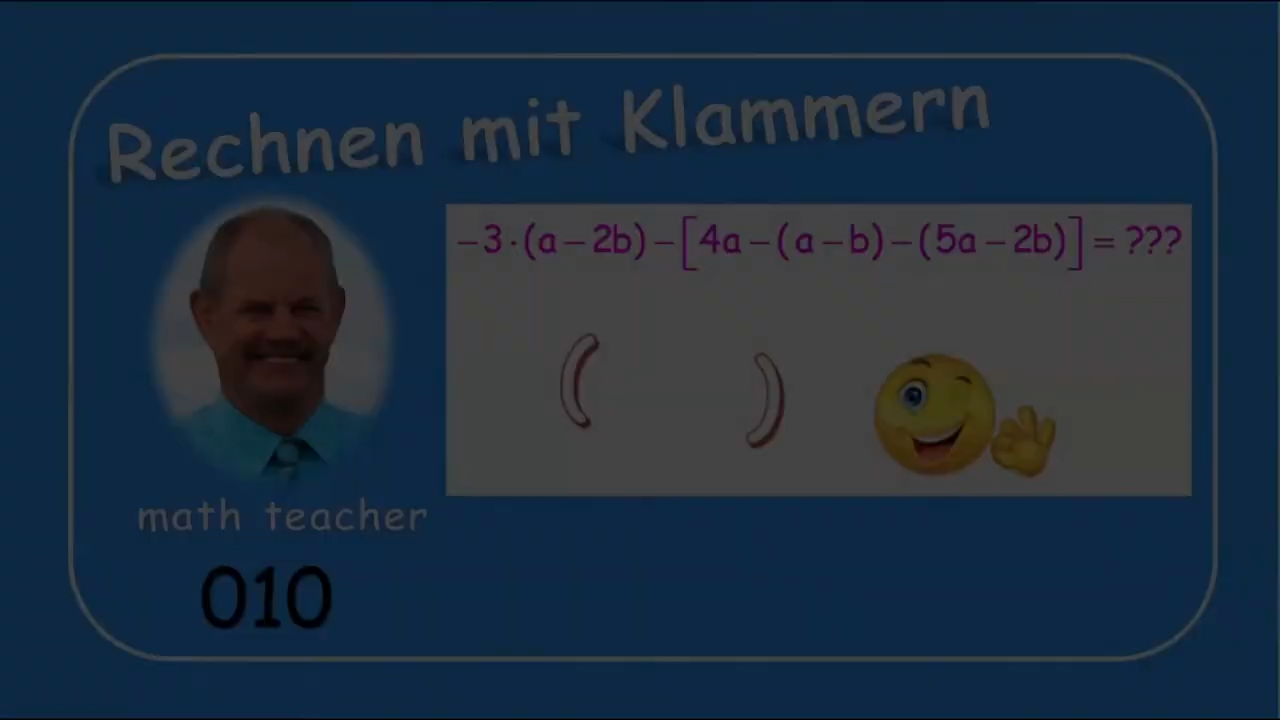 Rechnen mit Klammern
−3·(a−2b)−[4a−(a−b)−(5a−2b)]=???
( )
math teacher
010